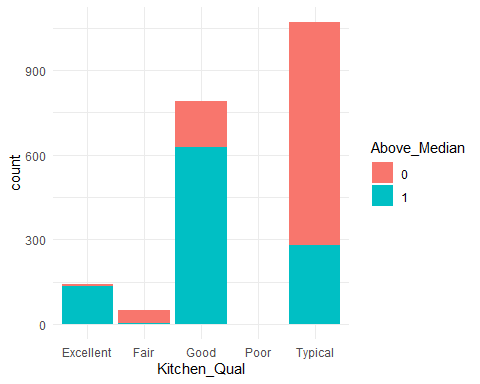 900
600
300
0
count
Excellent
Fair
Good
Poor
Typical
Kitchen_Qual
Above_Median
0
1